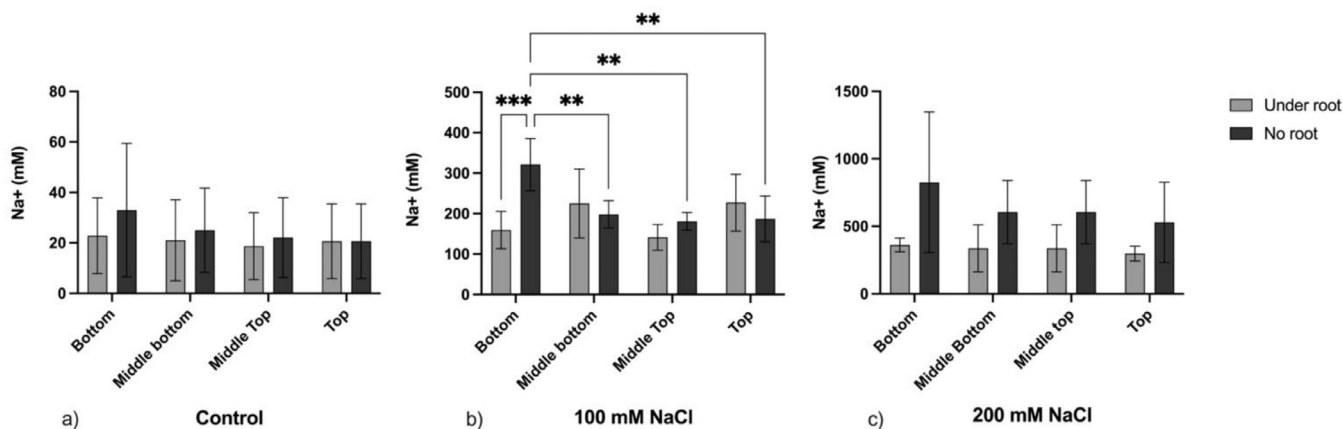 80
60
40
20
0
Na+ (mM)
Bottom
Middle bottom
Middle Top
Top
a)
Control
500
400
300
200
100
0
Na+ (mM)
***
**
**
**
Bottom
Middle bottom
Middle Top
Top
b)
100 mM NaCl
1500
1000
500
0
Na+ (mM)
Bottom
Middle Bottom
Middle top
Top
c)
200 mM NaCl
Under root
No root